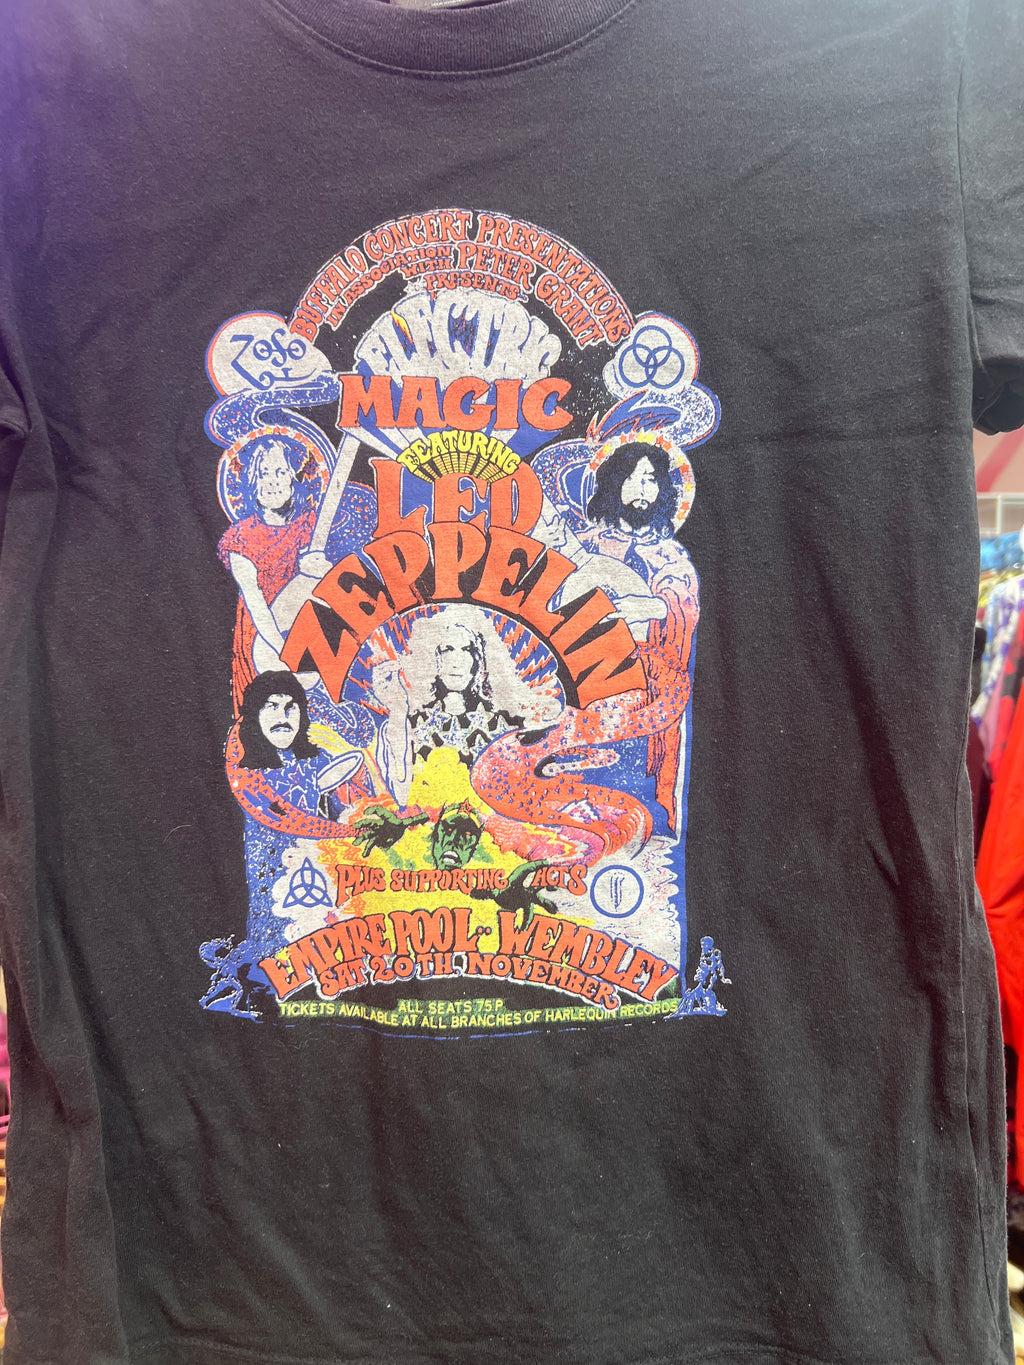 BUFFALO CONCERT PRESENTATIONS
IN ASSOCIATION
WITH PETER GRANT
PRESENTS
ZOSO
ELECTRIC
MAGIC
FEATURING
LED
ZEPPELIN
PLUS SUPPORTING ACTS
EMPIRE POOL.. WEMBLEY
SAT 20TH NOVEMBER
ALL SEATS 75P
TICKETS AVAILABLE AT ALL BRANCHES OF HARLEQUIN RECORDS